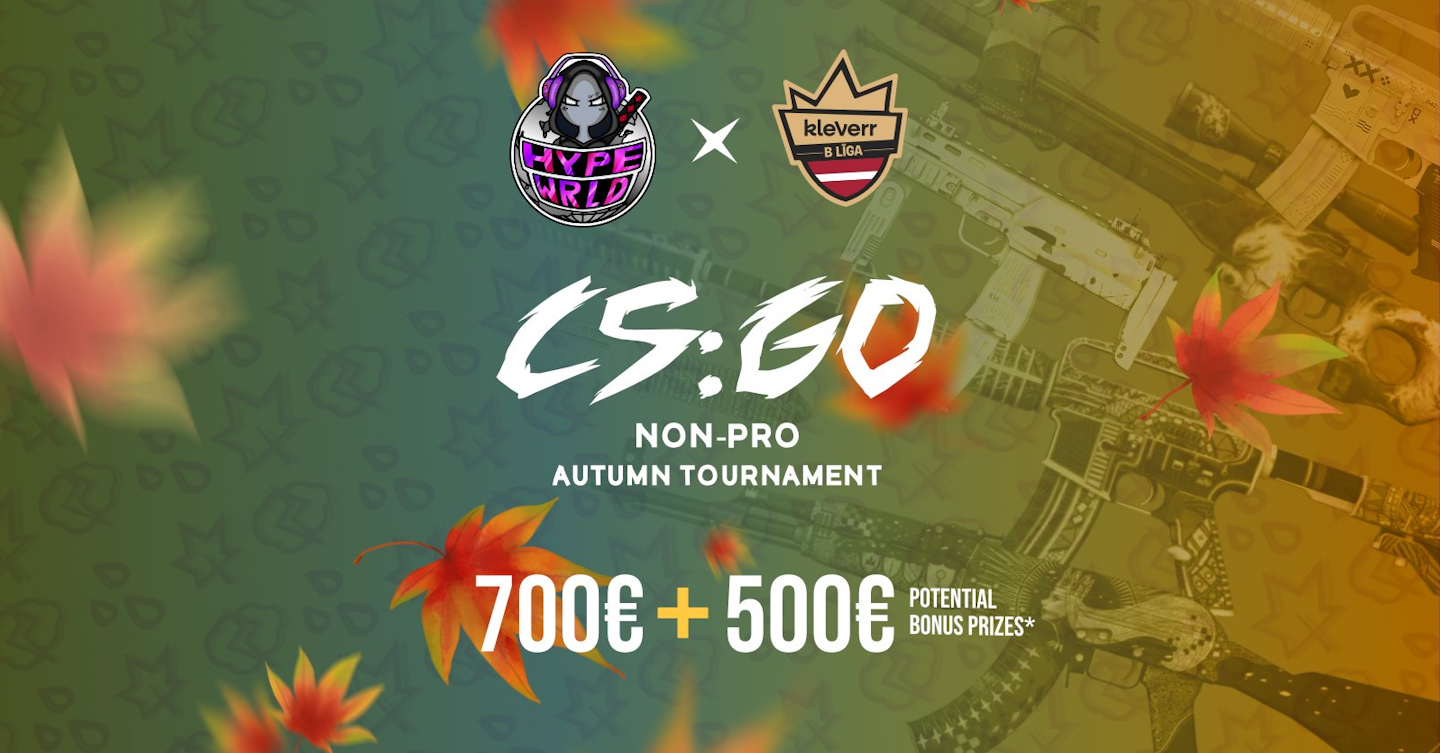 HYPE
WRLD
kleverr
B LĪGA
CS:GO
NON-PRO
AUTUMN TOURNAMENT
700€ + 500€ POTENTIAL
BONUS PRIZES*